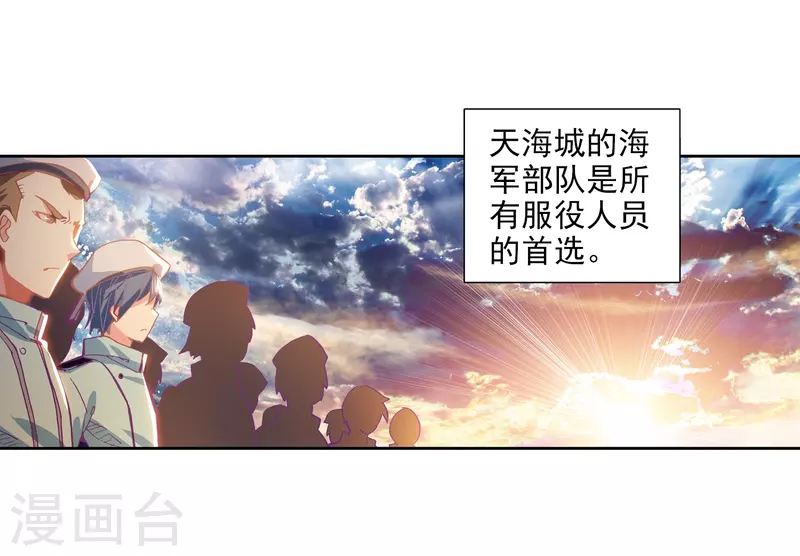 天海城的海
军部队是所
有服役人员
的首选。
漫画台